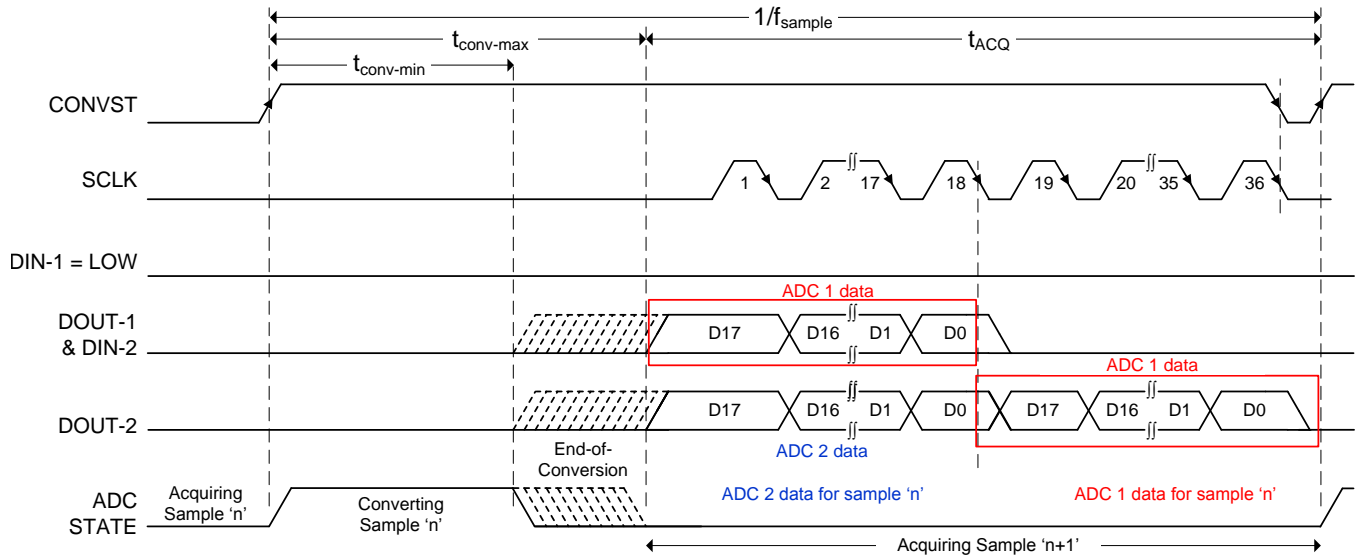 1/fsample
tconv-max
tACQ
tconv-min
CONVST
SCLK
1 2 17 18 19 20 35 36
DIN-1 = LOW
ADC 1 data
DOUT-1
& DIN-2
D17 D16 D1 D0
ADC 1 data
DOUT-2
D17 D16 D1 D0 D17 D16 D1 D0
End-of-
Conversion
ADC 2 data
ADC
STATE
Acquiring
Sample ‘n’
Converting
Sample ‘n’
ADC 2 data for sample ‘n’
ADC 1 data for sample ‘n’
Acquiring Sample ‘n+1’